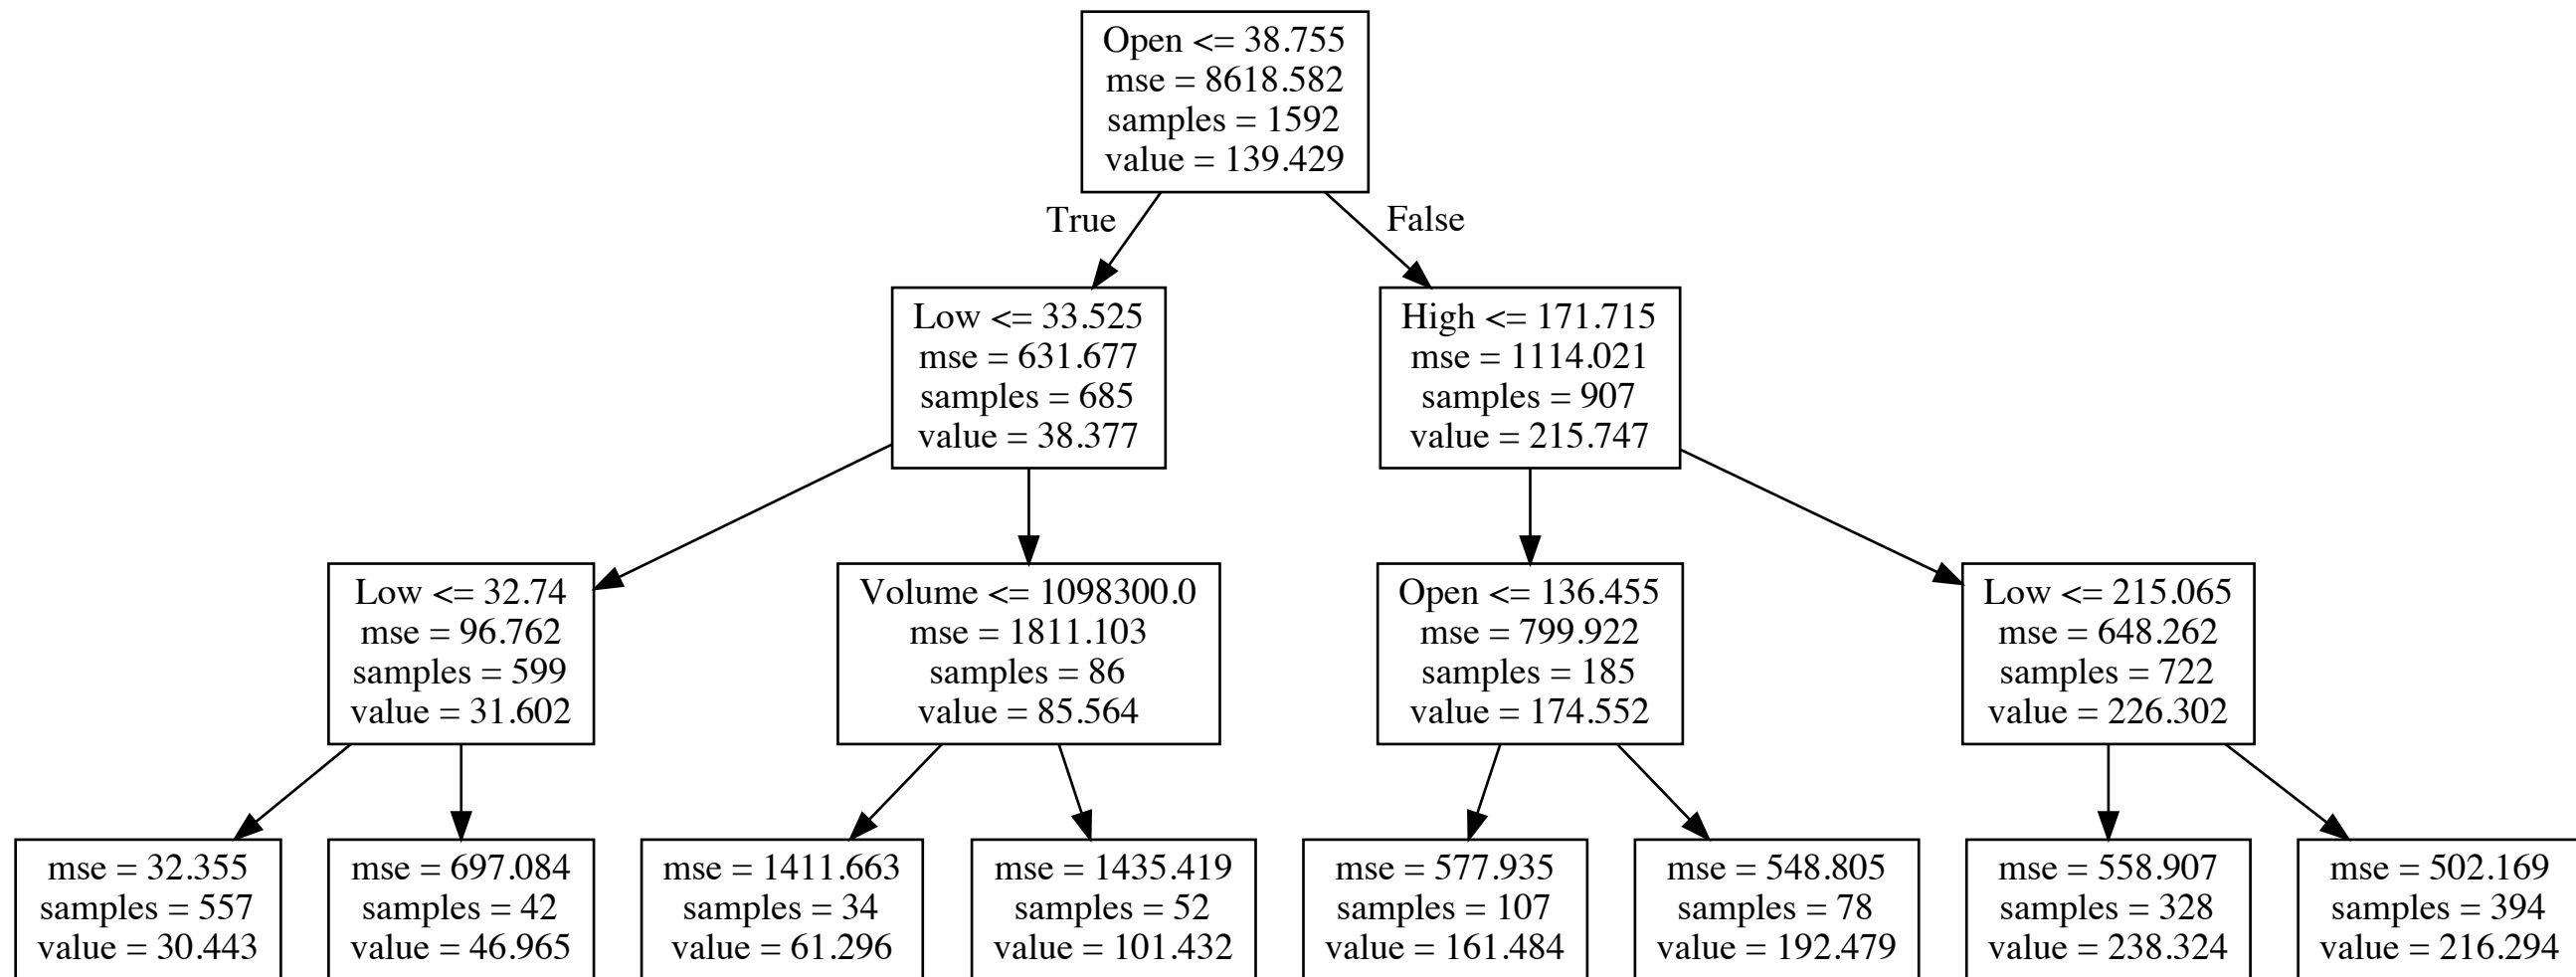 Open <= 38.755
mse = 8618.582
samples = 1592
value = 139.429
True
False
Low <= 33.525
mse = 631.677
samples = 685
value = 38.377
High <= 171.715
mse = 1114.021
samples = 907
value = 215.747
Low <= 32.74
mse = 96.762
samples = 599
value = 31.602
Volume <= 1098300.0
mse = 1811.103
samples = 86
value = 85.564
Open <= 136.455
mse = 799.922
samples = 185
value = 174.552
Low <= 215.065
mse = 648.262
samples = 722
value = 226.302
mse = 32.355
samples = 557
value = 30.443
mse = 697.084
samples = 42
value = 46.965
mse = 1411.663
samples = 34
value = 61.296
mse = 1435.419
samples = 52
value = 101.432
mse = 577.935
samples = 107
value = 161.484
mse = 548.805
samples = 78
value = 192.479
mse = 558.907
samples = 328
value = 238.324
mse = 502.169
samples = 394
value = 216.294